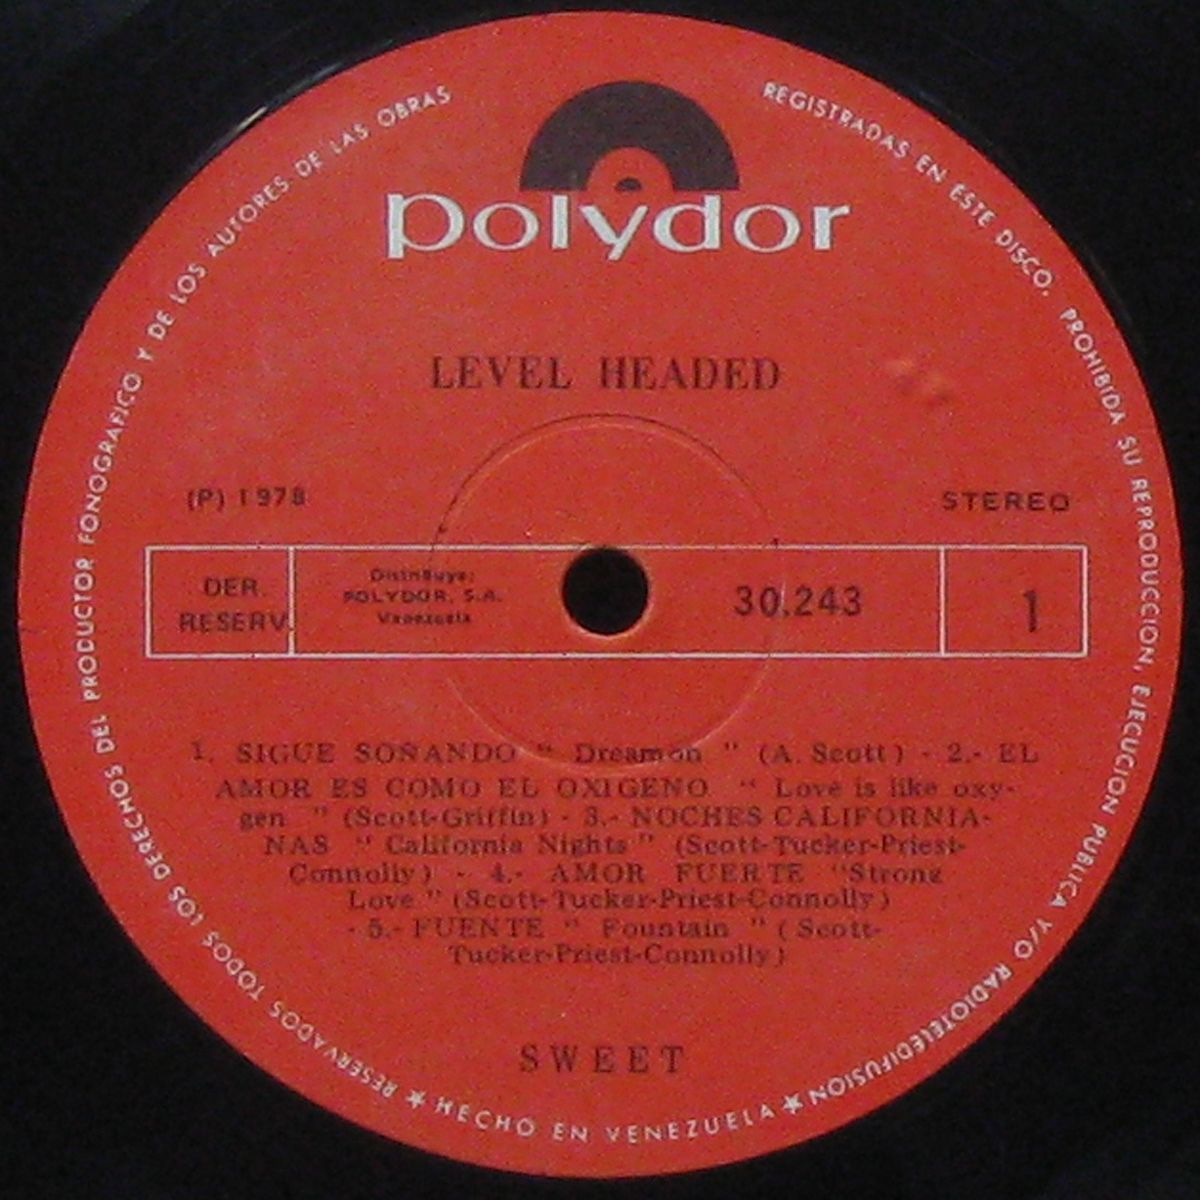 polydor
LEVEL HEADED
(P) 1978
STEREO
DER.
RESERV.
Distribuye:
POLYDOR, S.A.
Venezuela
30.243
1
1. SIGUE SOÑANDO " Dream on " (A. Scott) - 2.- EL
AMOR ES COMO EL OXIGENO " Love is like oxy-
gen " (Scott-Griffin) - 3.- NOCHES CALIFORNIA-
NAS " California Nights " (Scott-Tucker-Priest-
Connolly) - 4.- AMOR FUERTE "Strong
Love " (Scott-Tucker-Priest-Connolly)
- 5.- FUENTE " Fountain " ( Scott-
Tucker-Priest-Connolly)
SWEET
RESERVADOS TODOS LOS DERECHOS DEL PRODUCTOR FONOGRAFICO Y DE LOS AUTORES DE LAS OBRAS
REGISTRADAS EN ESTE DISCO. PROHIBIDA SU REPRODUCCION, EJECUCION PUBLICA Y/O RADIOTELEDIFUSION
★ HECHO EN VENEZUELA ★